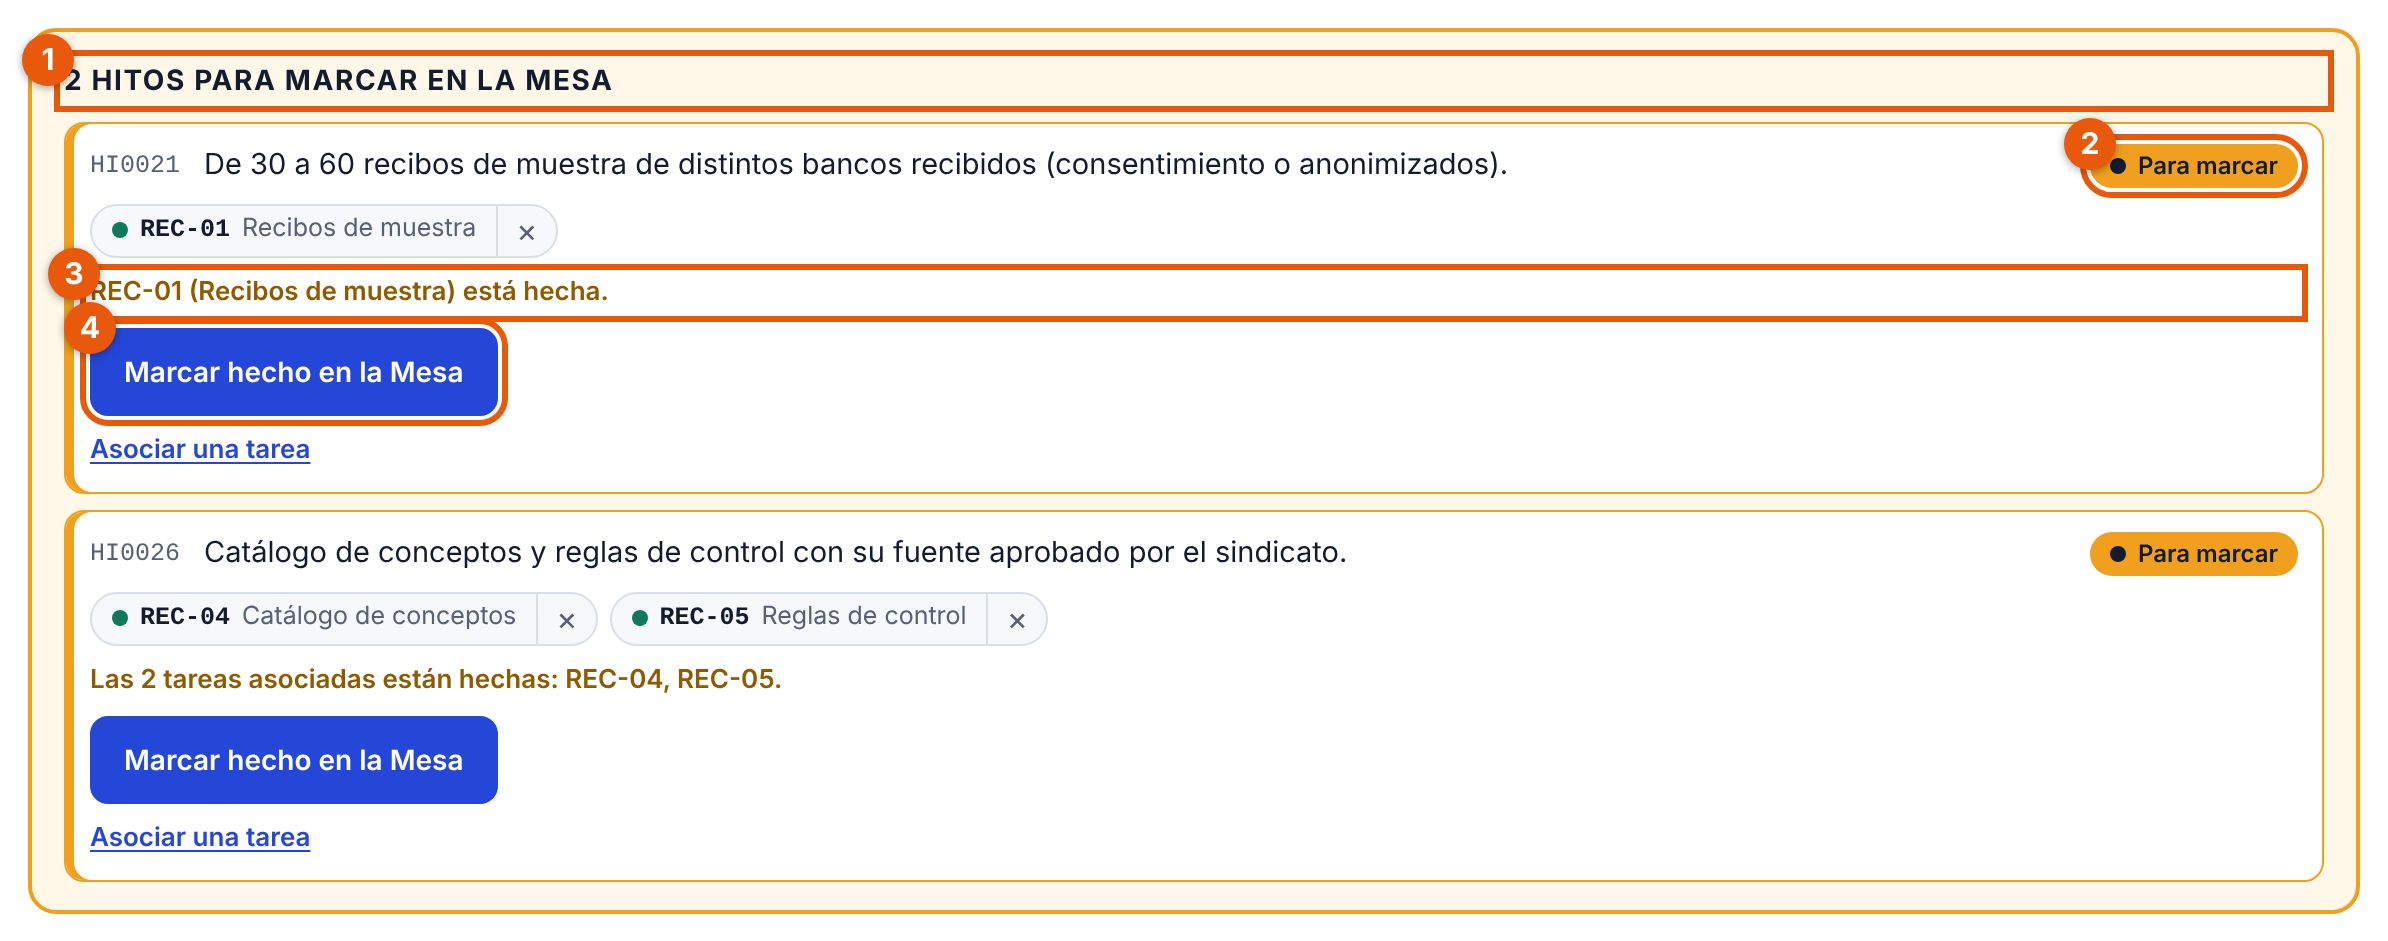 1
2 HITOS PARA MARCAR EN LA MESA
HI0021 De 30 a 60 recibos de muestra de distintos bancos recibidos (consentimiento o anonimizados).
2 Para marcar
REC-01 Recibos de muestra ×
3
REC-01 (Recibos de muestra) está hecha.
4
Marcar hecho en la Mesa
Asociar una tarea
HI0026 Catálogo de conceptos y reglas de control con su fuente aprobado por el sindicato.
Para marcar
REC-04 Catálogo de conceptos × REC-05 Reglas de control ×
Las 2 tareas asociadas están hechas: REC-04, REC-05.
Marcar hecho en la Mesa
Asociar una tarea